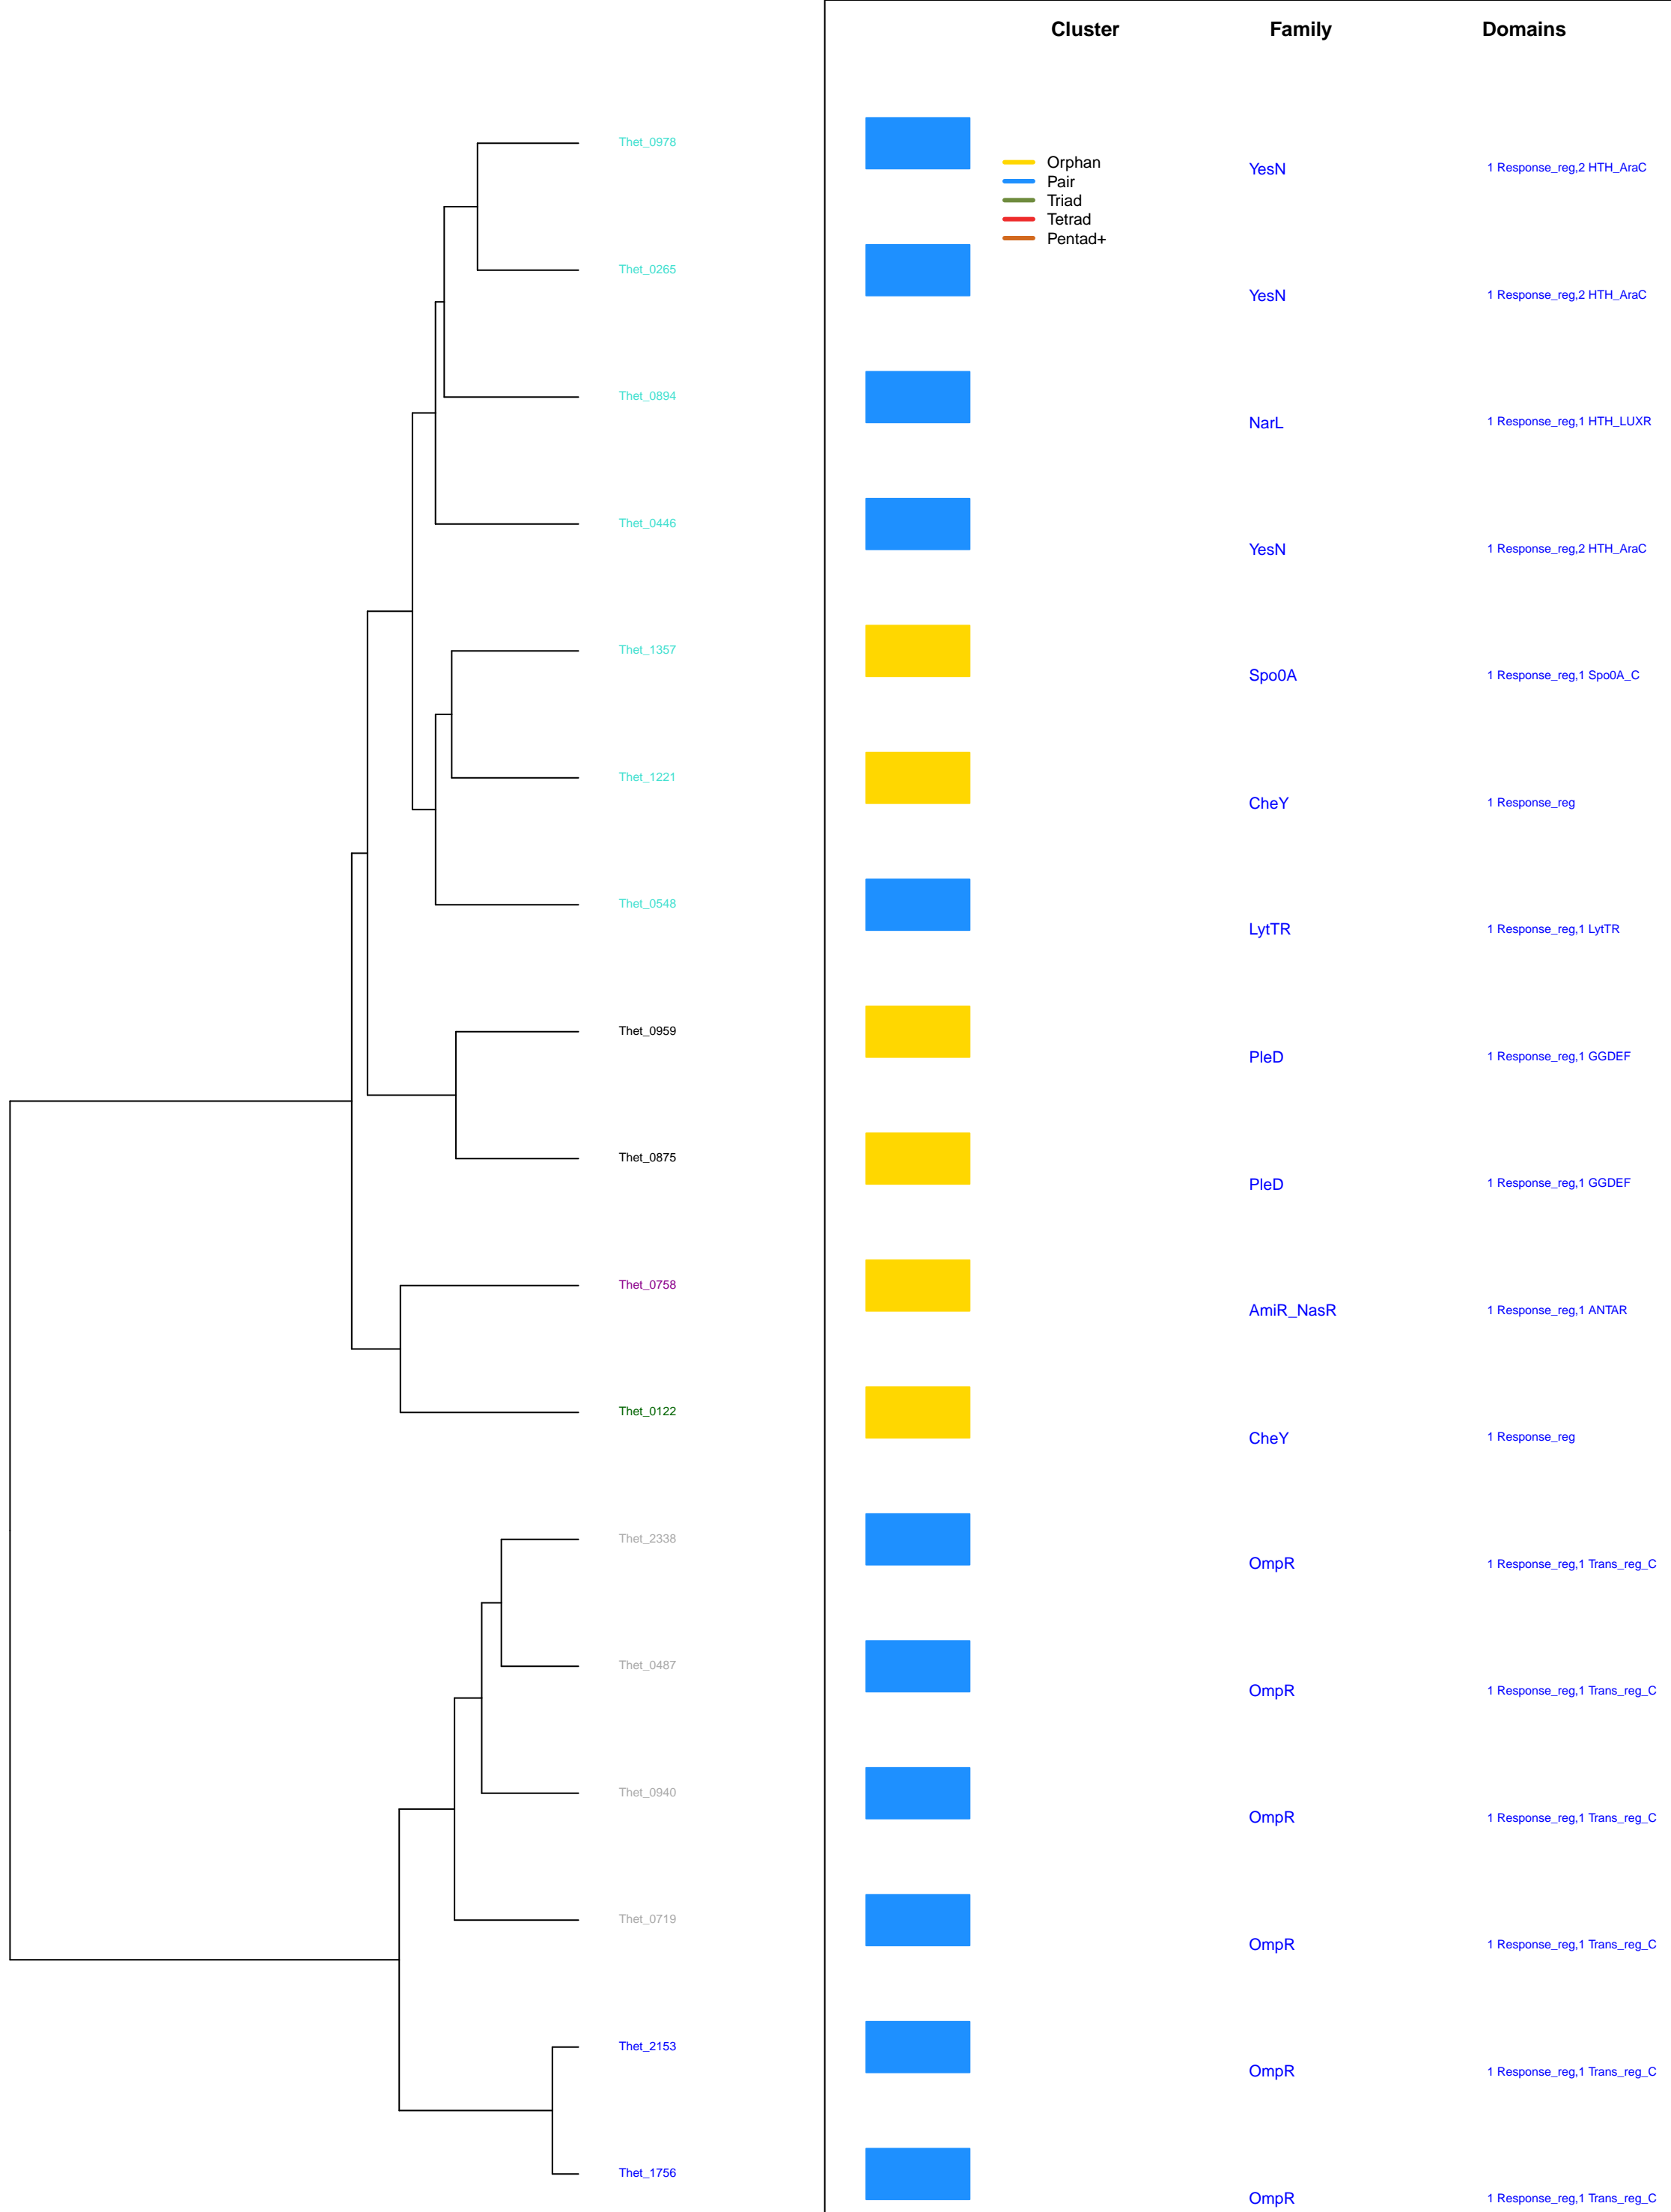 Cluster Family Domains
Thet_0978
Orphan
YesN 1 Response_reg,2 HTH_AraC
Pair
Triad
Tetrad
Pentad+
Thet_0265
YesN 1 Response_reg,2 HTH_AraC
Thet_0894
NarL 1 Response_reg,1 HTH_LUXR
Thet_0446
YesN 1 Response_reg,2 HTH_AraC
Thet_1357
Spo0A 1 Response_reg,1 Spo0A_C
Thet_1221
CheY 1 Response_reg
Thet_0548
LytTR 1 Response_reg,1 LytTR
Thet_0959
PleD 1 Response_reg,1 GGDEF
Thet_0875
PleD 1 Response_reg,1 GGDEF
Thet_0758
AmiR_NasR 1 Response_reg,1 ANTAR
Thet_0122
CheY 1 Response_reg
Thet_2338
OmpR 1 Response_reg,1 Trans_reg_C
Thet_0487
OmpR 1 Response_reg,1 Trans_reg_C
Thet_0940
OmpR 1 Response_reg,1 Trans_reg_C
Thet_0719
OmpR 1 Response_reg,1 Trans_reg_C
Thet_2153
OmpR 1 Response_reg,1 Trans_reg_C
Thet_1756
OmpR 1 Response_reg,1 Trans_reg_C